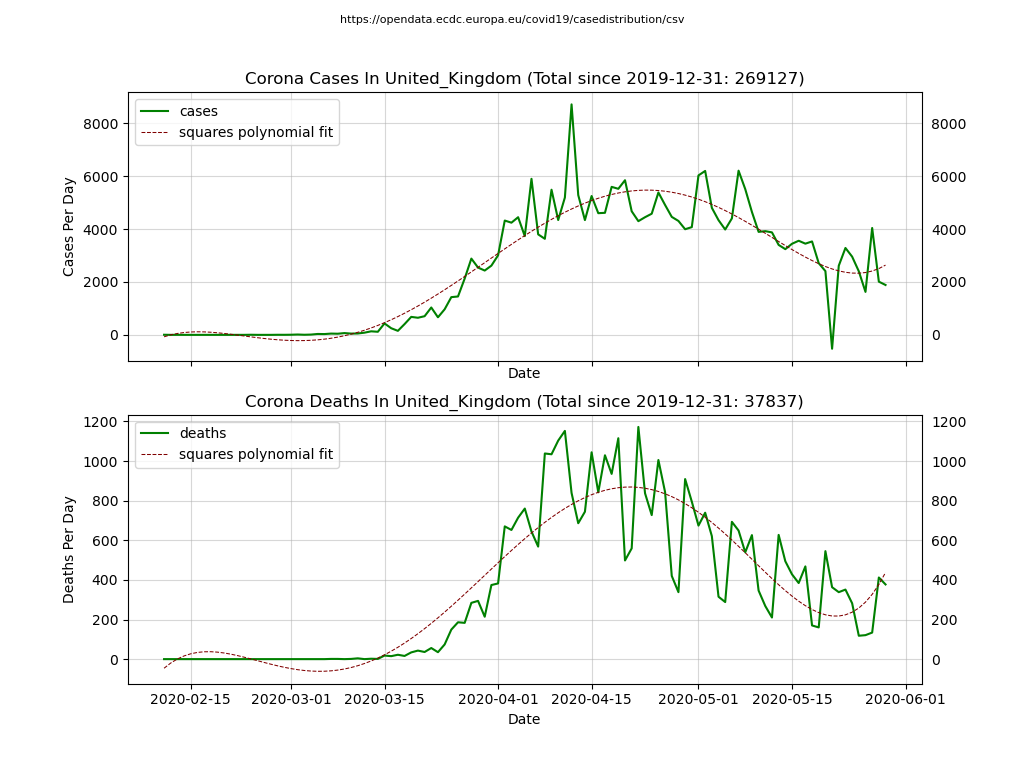 https://opendata.ecdc.europa.eu/covid19/casedistribution/csv
Corona Cases In United_Kingdom (Total since 2019-12-31: 269127)
cases
squares polynomial fit
8000 8000
6000 6000
4000 4000
2000 2000
0 0
Cases Per Day
Date
Corona Deaths In United_Kingdom (Total since 2019-12-31: 37837)
deaths
squares polynomial fit
1200 1200
1000 1000
800 800
600 600
400 400
200 200
0 0
Deaths Per Day
2020-02-15 2020-03-01 2020-03-15 2020-04-01 2020-04-15 2020-05-01 2020-05-15 2020-06-01
Date